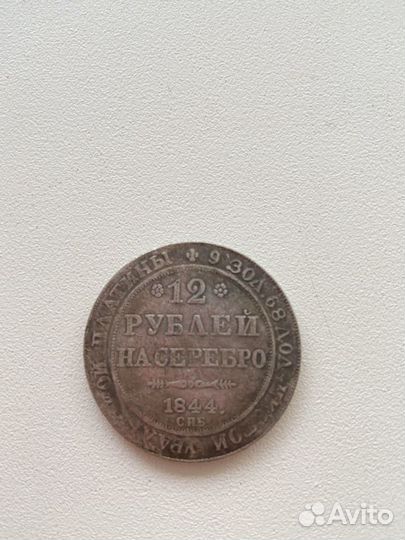 ✿ 12 ✿
РУБЛЕЙ
НА СЕРЕБРО
1844.
СПБ
✤ 9 ЗОЛ. 68 ДОЛ. ПЛАТИНЫ
Avito